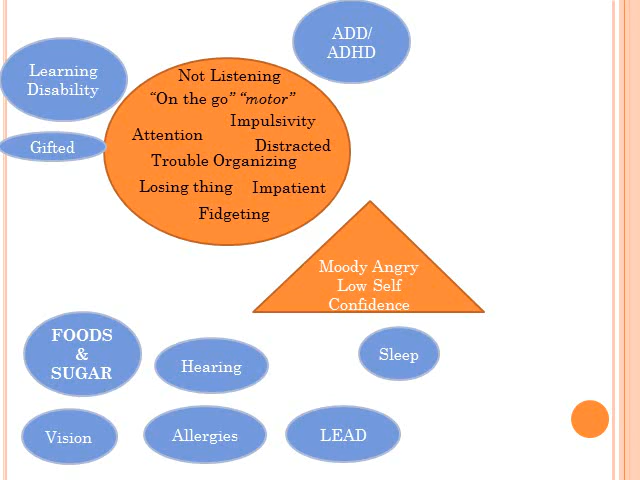 ADD/
ADHD
Learning
Disability
Not Listening
“On the go” “motor”
Impulsivity
Attention
Distracted
Gifted
Trouble Organizing
Losing thing
Impatient
Fidgeting
Moody Angry
Low Self
Confidence
FOODS
&
SUGAR
Hearing
Sleep
Vision
Allergies
LEAD